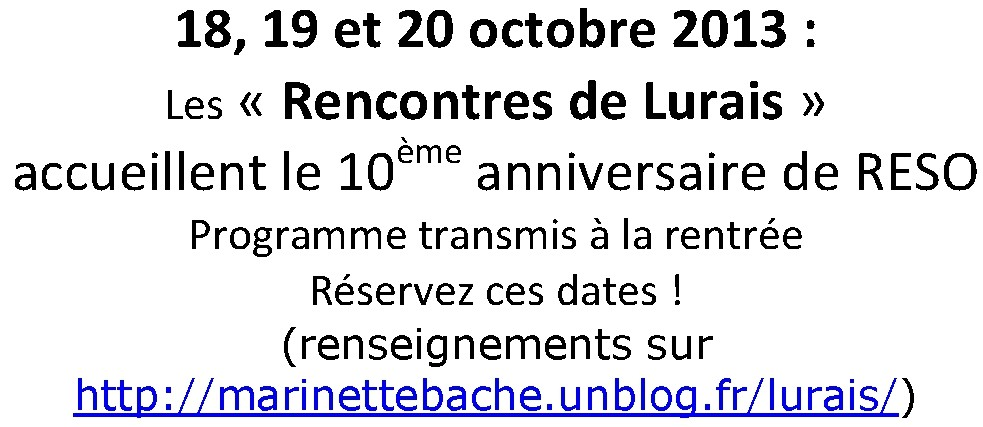 18, 19 et 20 octobre 2013 :
Les « Rencontres de Lurais »
accueillent le 10ème anniversaire de RESO
Programme transmis à la rentrée
Réservez ces dates !
(renseignements sur
http://marinettebache.unblog.fr/lurais/)